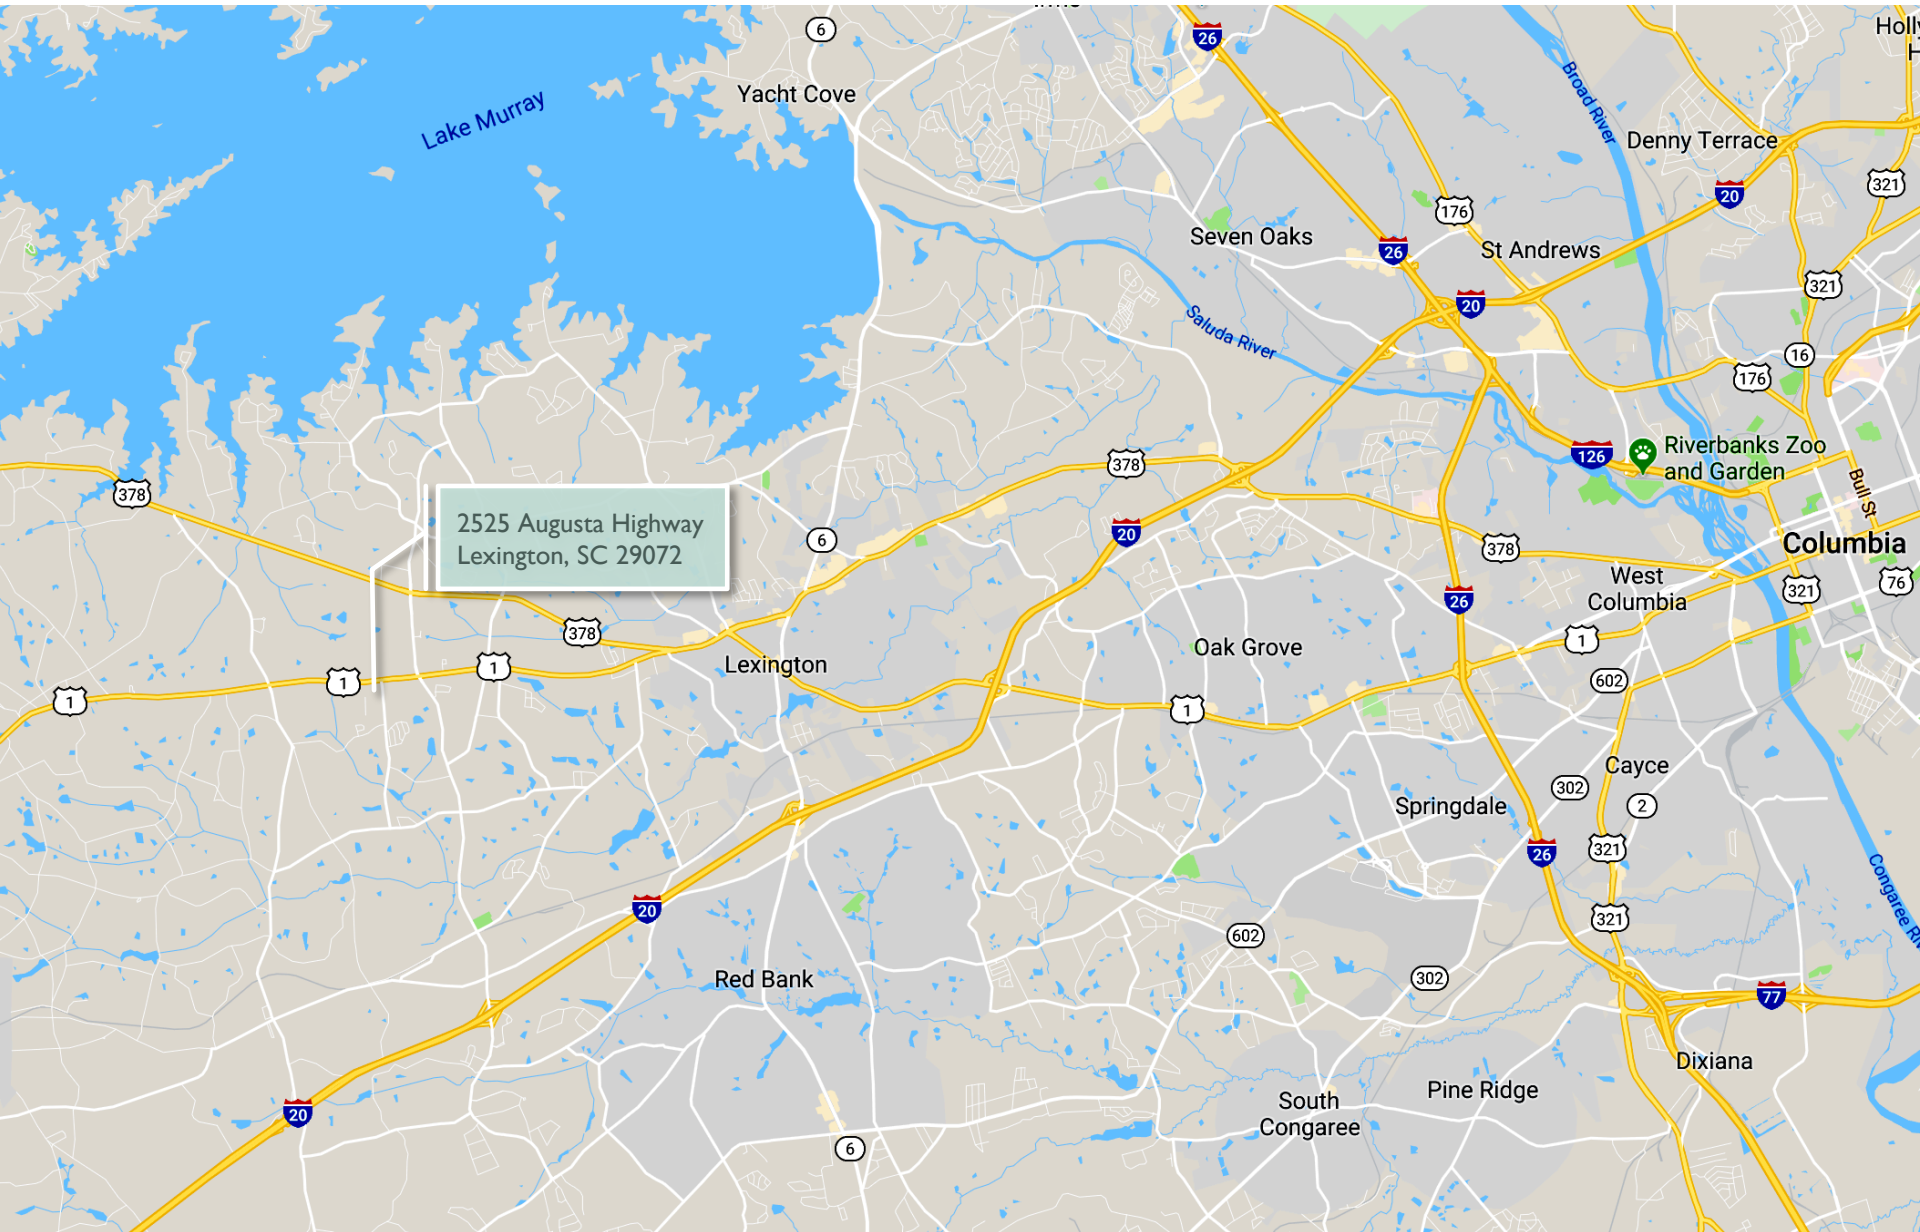 6
26
Holly
Yacht Cove
Lake Murray
Broad River
Denny Terrace
321
20
176
Seven Oaks
26
St Andrews
321
20
Saluda River
16
176
Riverbanks Zoo
and Garden
126
378
378
Bull St
2525 Augusta Highway
Lexington, SC 29072
20
6
378
Columbia
76
321
West
Columbia
26
378
1
Oak Grove
Lexington
1
1
602
1
1
Cayce
302
2
Springdale
321
26
Congaree Riv
20
321
602
302
Red Bank
77
Dixiana
Pine Ridge
South
Congaree
20
6